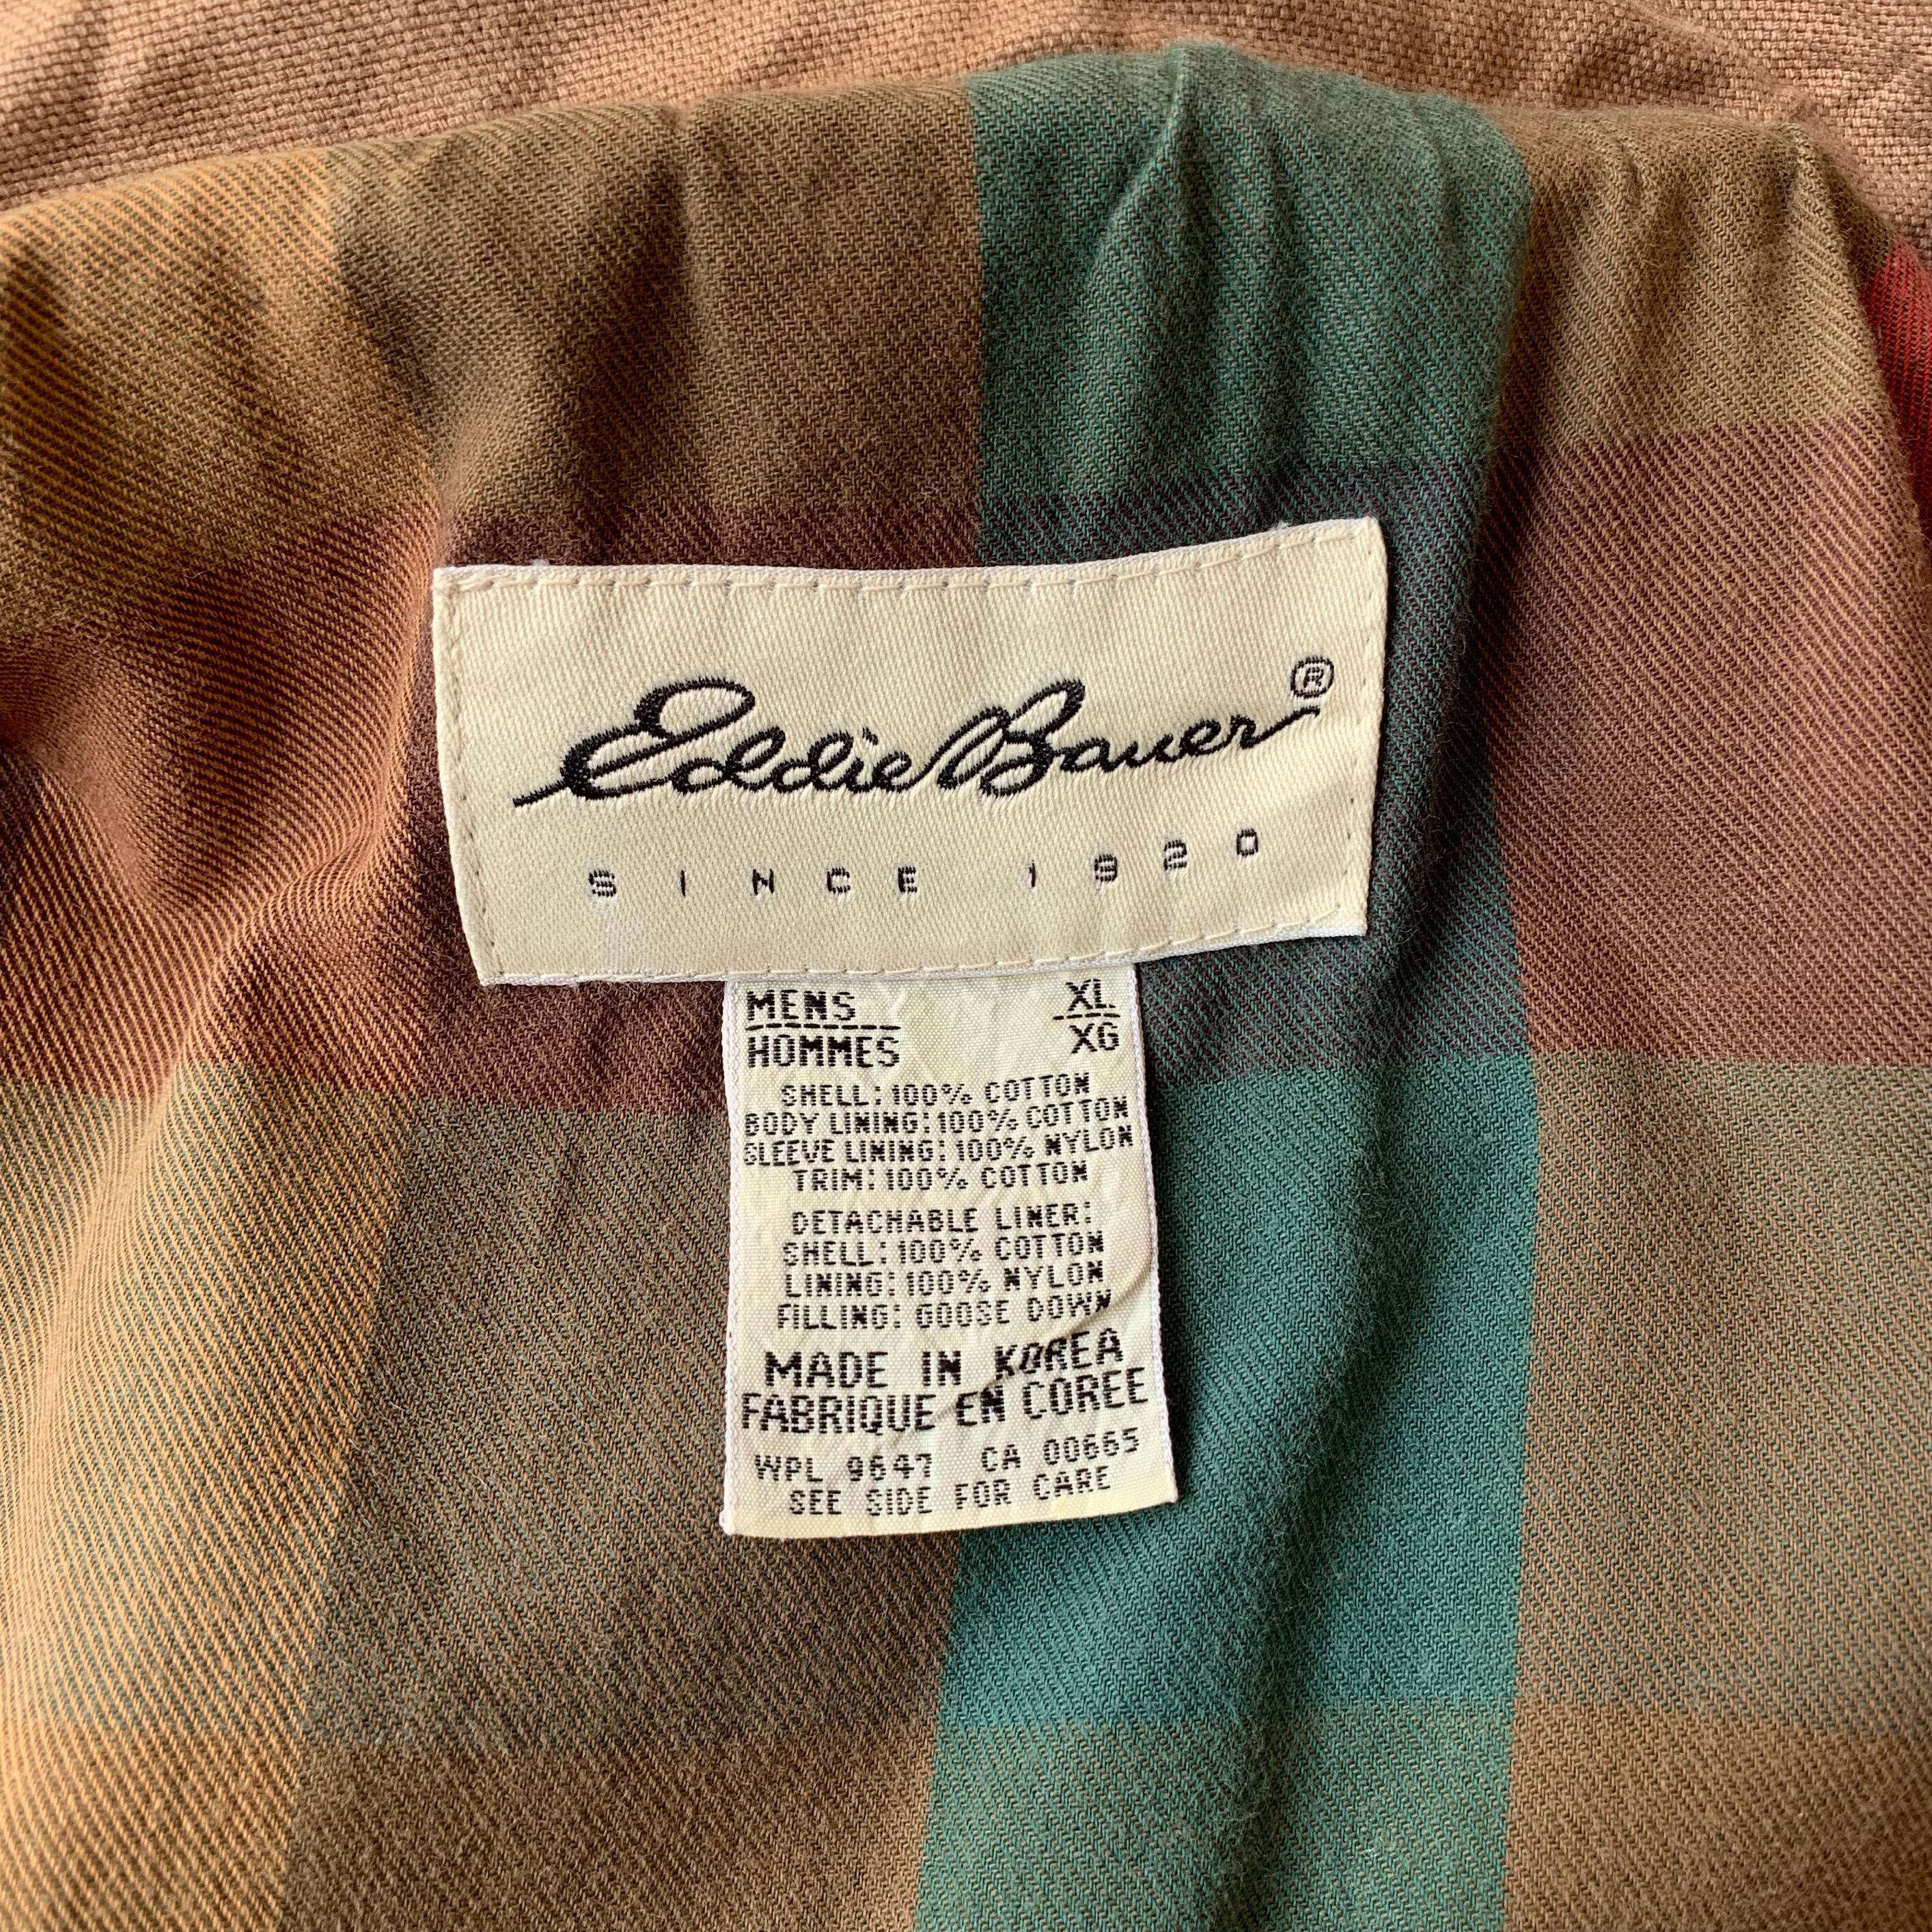 Eddie Bauer®
SINCE 1920
MENS XL
HOMMES XG
SHELL: 100% COTTON
BODY LINING: 100% COTTON
SLEEVE LINING: 100% NYLON
TRIM: 100% COTTON
DETACHABLE LINER:
SHELL: 100% COTTON
LINING: 100% NYLON
FILLING: GOOSE DOWN
MADE IN KOREA
FABRIQUE EN COREE
WPL 9647 CA 00665
SEE SIDE FOR CARE